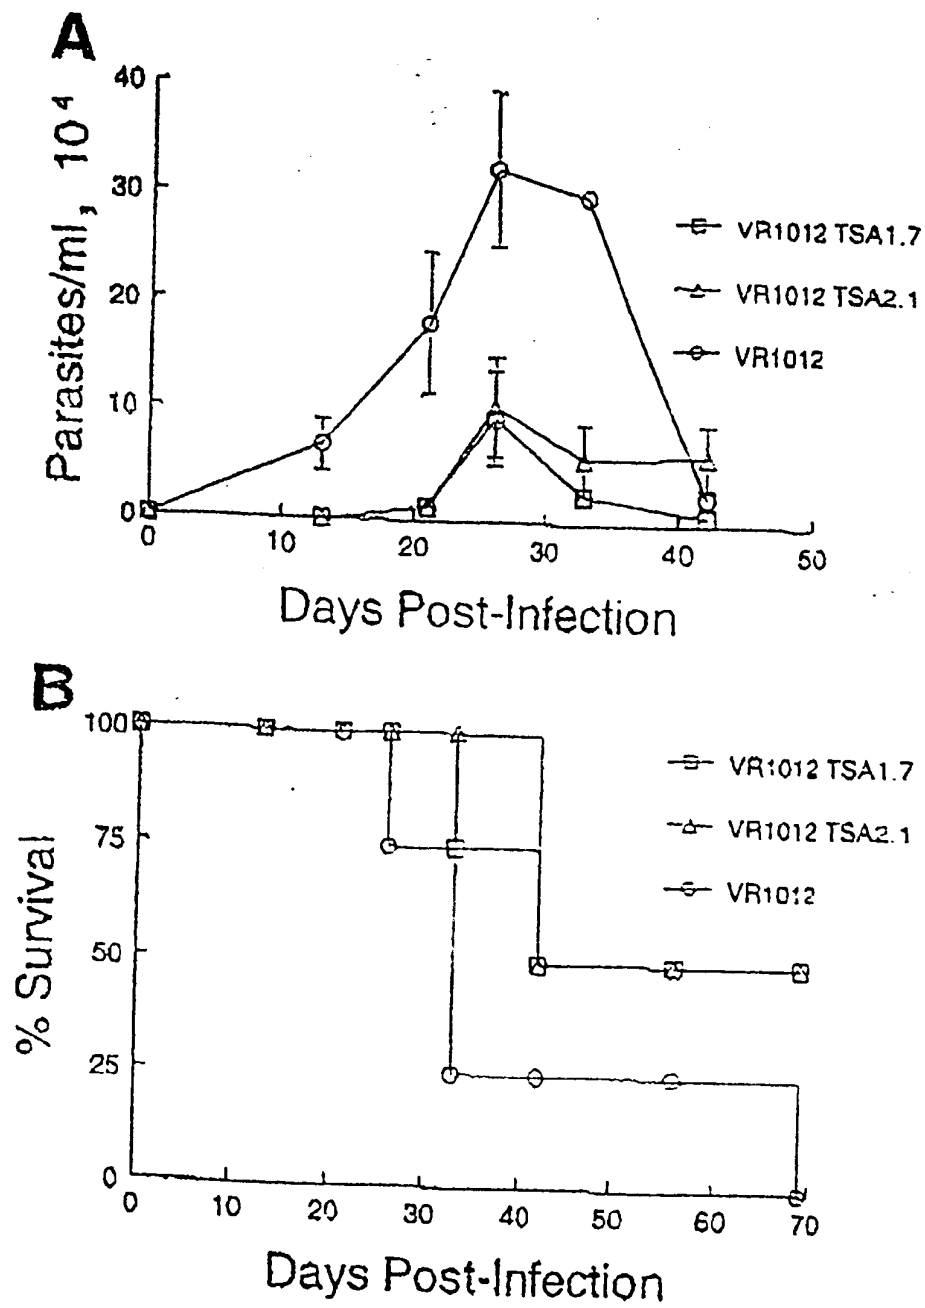 A
40
30
20
10
0
Parasites/ml, 10 4
0 10 20 30 40 50
Days Post-Infection
VR1012 TSA1.7
VR1012 TSA2.1
VR1012
B
100
75
50
25
0
% Survival
0 10 20 30 40 50 60 70
Days Post-Infection
VR1012 TSA1.7
VR1012 TSA2.1
VR1012